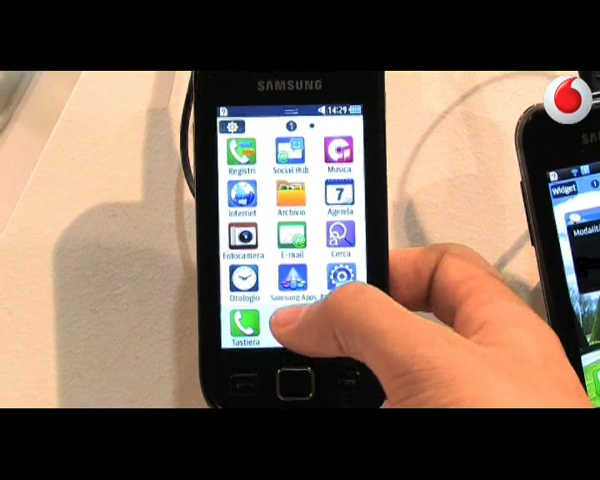 SAMSUNG
14:29
1
Registri
Social Hub
Musica
Internet
Archivio
7
Agenda
Fotocamera
E-mail
Cerca
Orologio
Samsung Apps
Tastiera
Widget
1